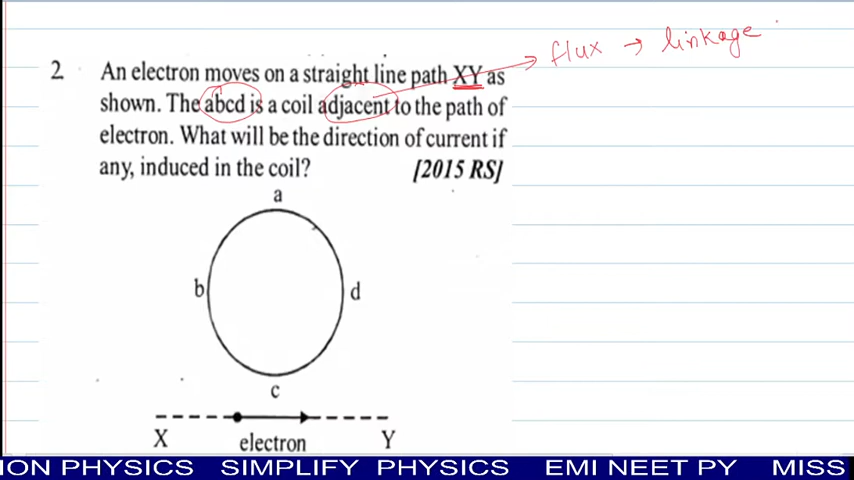 flux → linkage
2 An electron moves on a straight line path XY as
shown. The abcd is a coil adjacent to the path of
electron. What will be the direction of current if
any, induced in the coil?
[2015 RS]
a
b
d
c
X
electron
Y
ION PHYSICS SIMPLIFY PHYSICS EMI NEET PY MISS